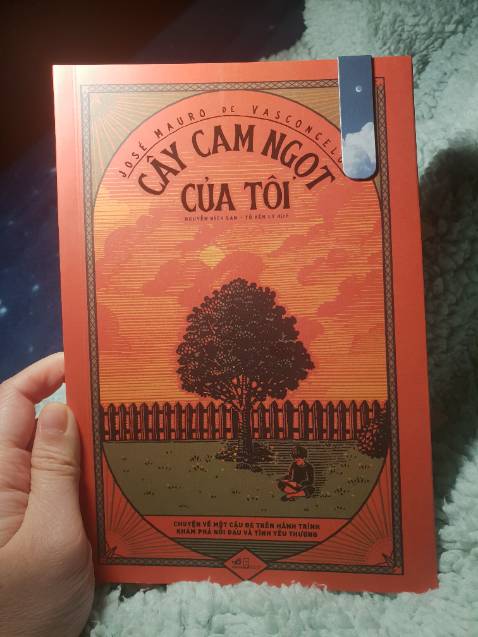 JOSÉ MAURO DE VASCONCELO
CÂY CAM NGỌT
CỦA TÔI
NGUYỄN BÍCH LAN - TÔ YẾN LY DỊCH
CHUYỆN VỀ MỘT CẬU BÉ TRÊN HÀNH TRÌNH
KHÁM PHÁ NỖI ĐAU VÀ TÌNH YÊU THƯƠNG